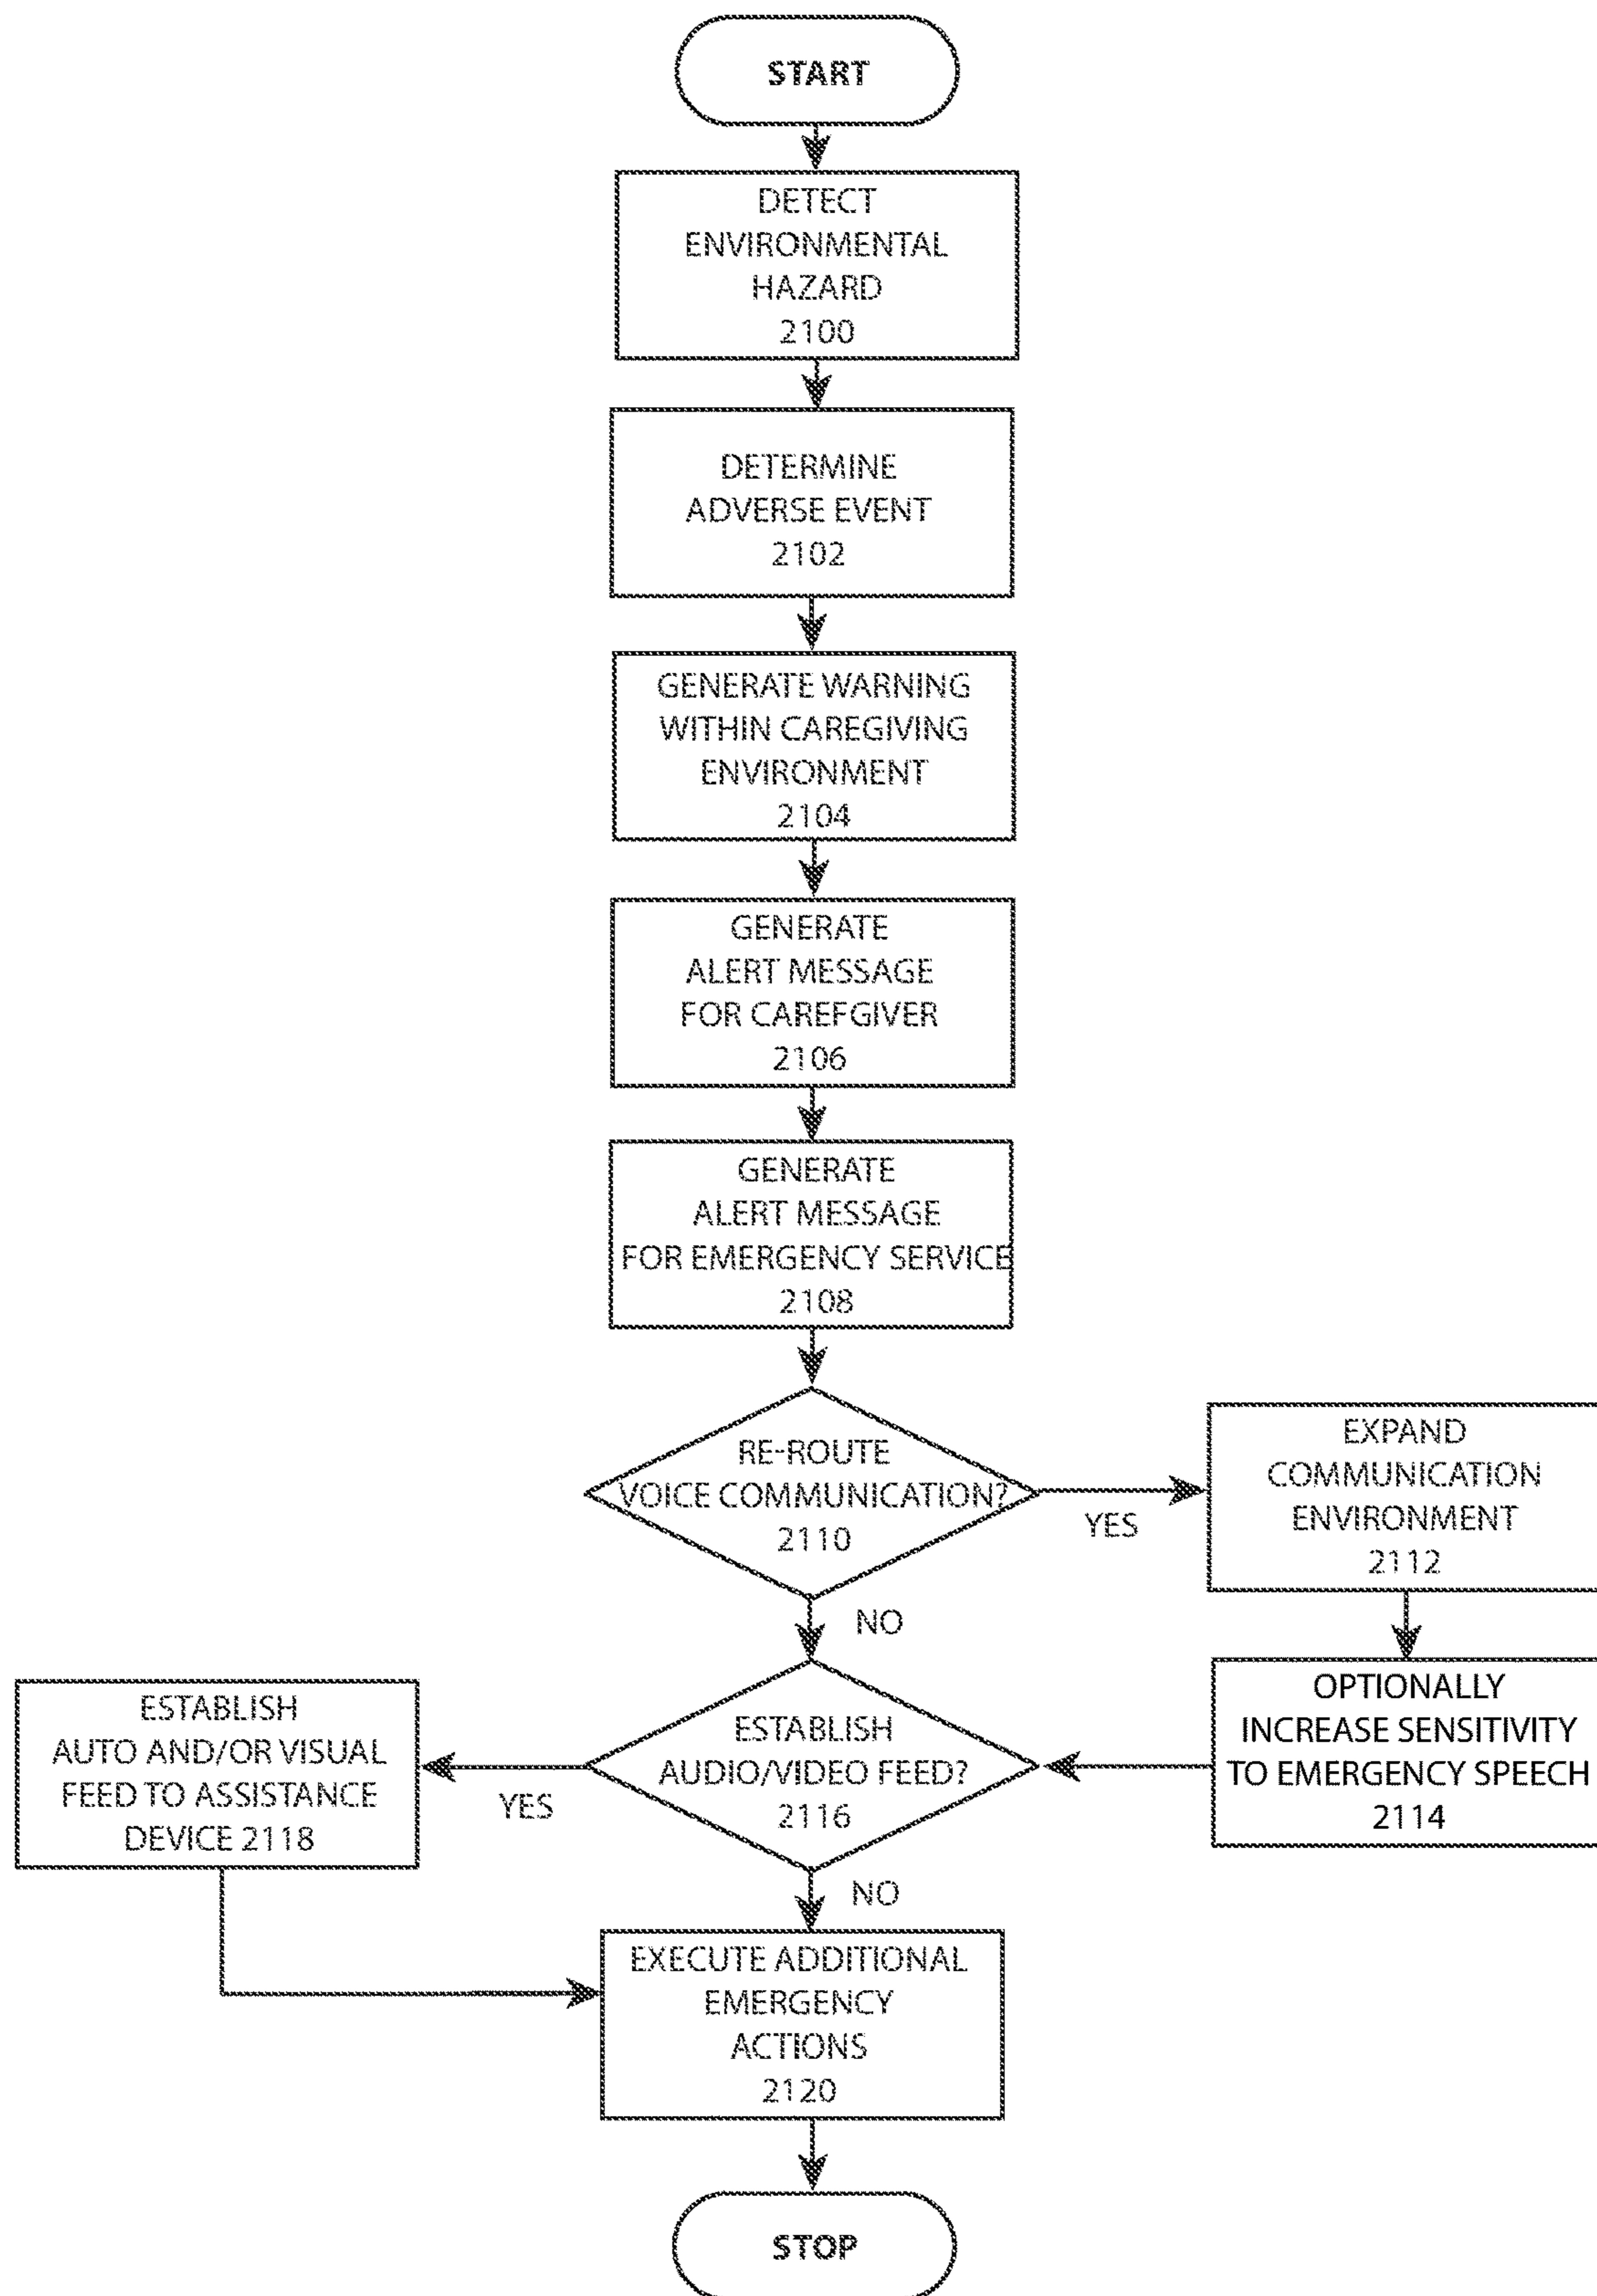 START
DETECT
ENVIRONMENTAL
HAZARD
2100
DETERMINE
ADVERSE EVENT
2102
GENERATE WARNING
WITHIN CAREGIVING
ENVIRONMENT
2104
GENERATE
ALERT MESSAGE
FOR CAREFGIVER
2106
GENERATE
ALERT MESSAGE
FOR EMERGENCY SERVICE
2108
RE-ROUTE
VOICE COMMUNICATION?
2110
YES
EXPAND
COMMUNICATION
ENVIRONMENT
2112
NO
OPTIONALLY
INCREASE SENSITIVITY
TO EMERGENCY SPEECH
2114
ESTABLISH
AUDIO/VIDEO FEED?
2116
YES
ESTABLISH
AUTO AND/OR VISUAL
FEED TO ASSISTANCE
DEVICE 2118
NO
EXECUTE ADDITIONAL
EMERGENCY
ACTIONS
2120
STOP